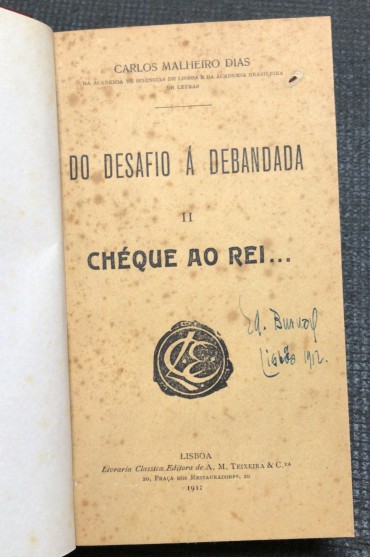 CARLOS MALHEIRO DIAS
DA ACADEMIA DE SCIENCIAS DE LISBOA E DA ACADEMIA BRASILEIRA
DE LETRAS
DO DESAFIO Á DEBANDADA
II
CHÉQUE AO REI...
Lisboa 1912.
LISBOA
Livraria Classica Editora de A. M. TEIXEIRA & C.ta
20, PRAÇA DOS RESTAURADORES, 20
1912